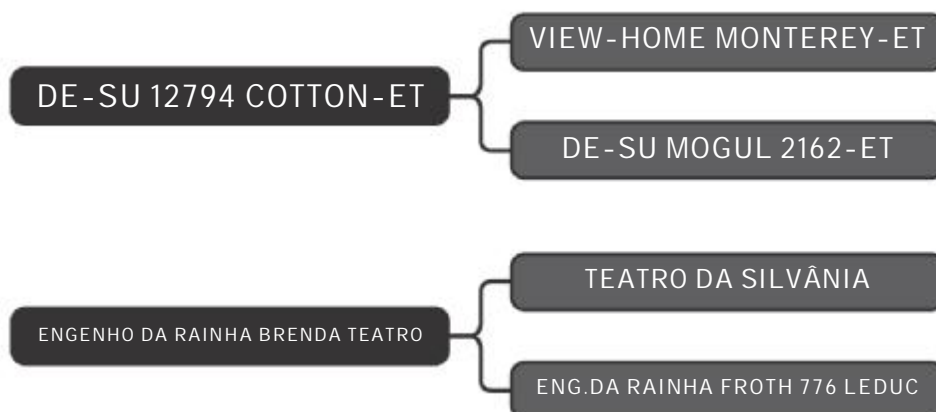 VIEW-HOME MONTEREY-ET
DE-SU 12794 COTTON-ET
DE-SU MOGUL 2162-ET
TEATRO DA SILVÂNIA
ENGENHO DA RAINHA BRENDA TEATRO
ENG.DA RAINHA FROTH 776 LEDUC